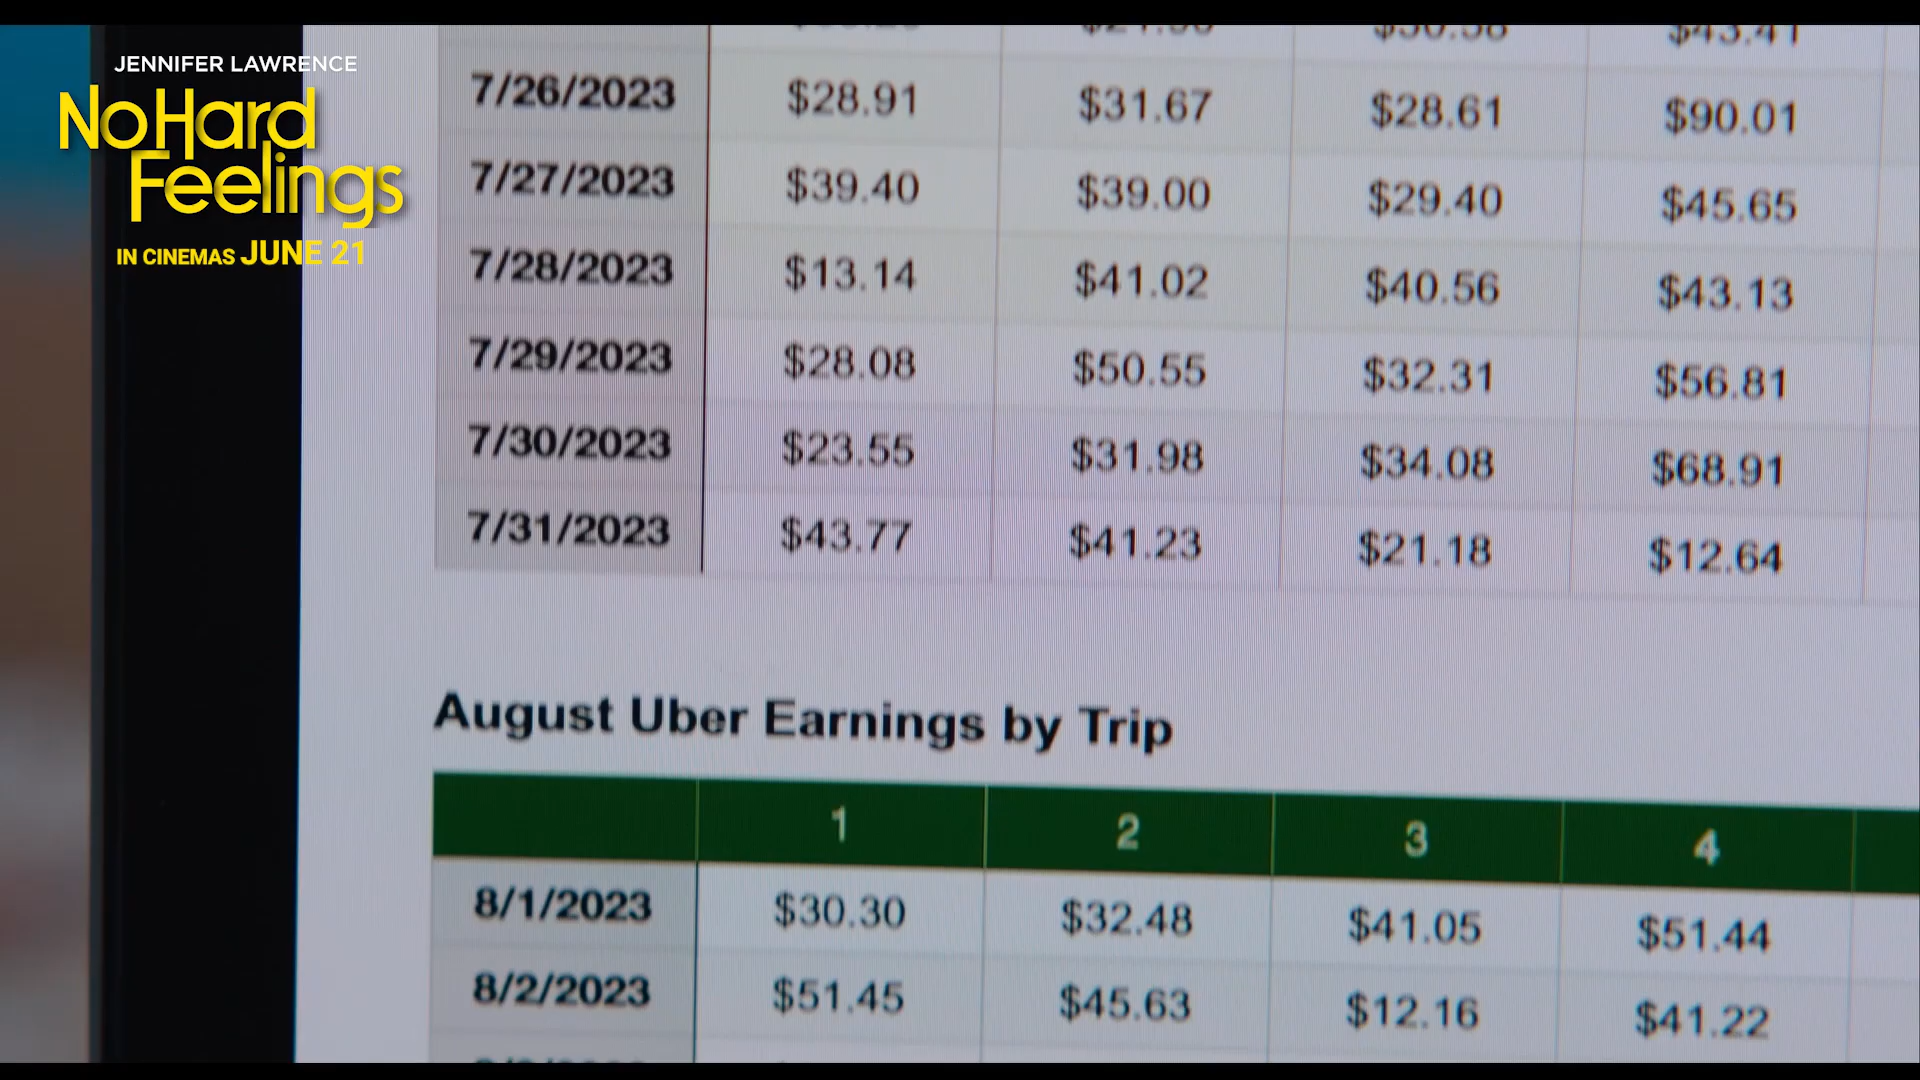 JENNIFER LAWRENCE
No Hard
Feelings
IN CINEMAS JUNE 21
7/26/2023 $28.91 $31.67 $28.61 $90.01
7/27/2023 $39.40 $39.00 $29.40 $45.65
7/28/2023 $13.14 $41.02 $40.56 $43.13
7/29/2023 $28.08 $50.55 $32.31 $56.81
7/30/2023 $23.55 $31.98 $34.08 $68.91
7/31/2023 $43.77 $41.23 $21.18 $12.64
August Uber Earnings by Trip
1 2 3 4
8/1/2023 $30.30 $32.48 $41.05 $51.44
8/2/2023 $51.45 $45.63 $12.16 $41.22